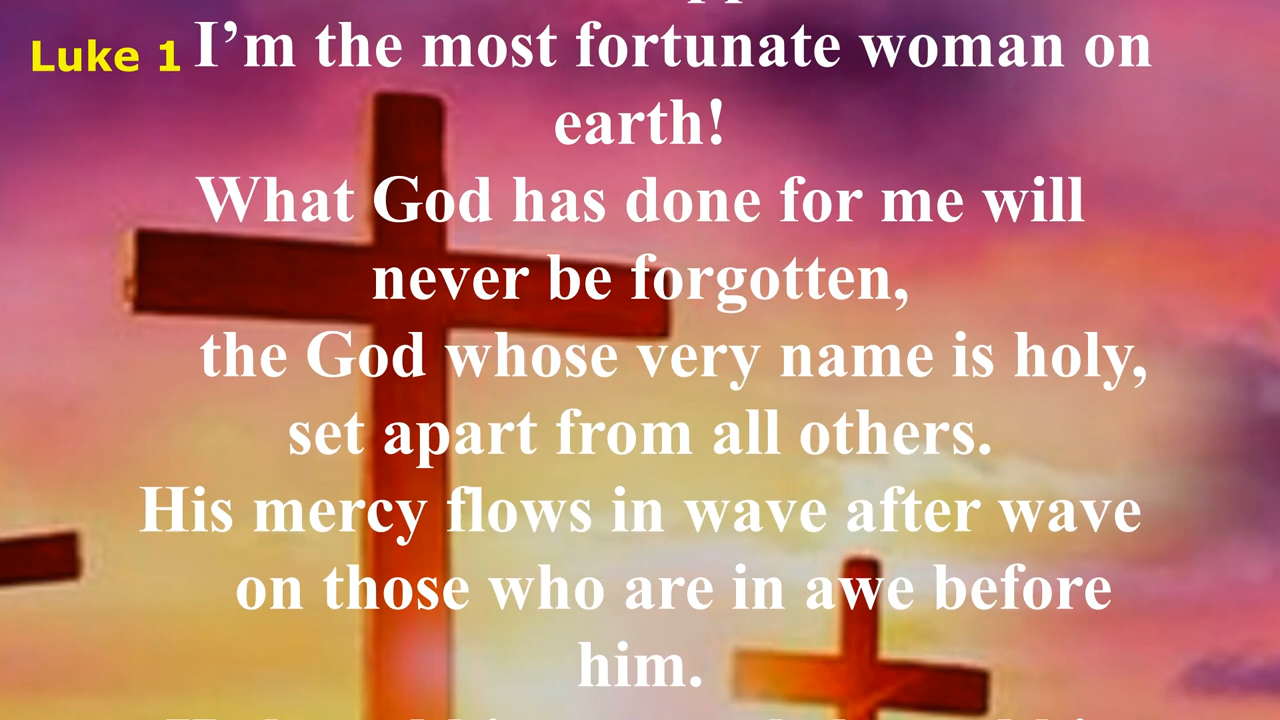 Luke 1
I’m the most fortunate woman on
earth!
What God has done for me will
never be forgotten,
the God whose very name is holy,
set apart from all others.
His mercy flows in wave after wave
on those who are in awe before
him.